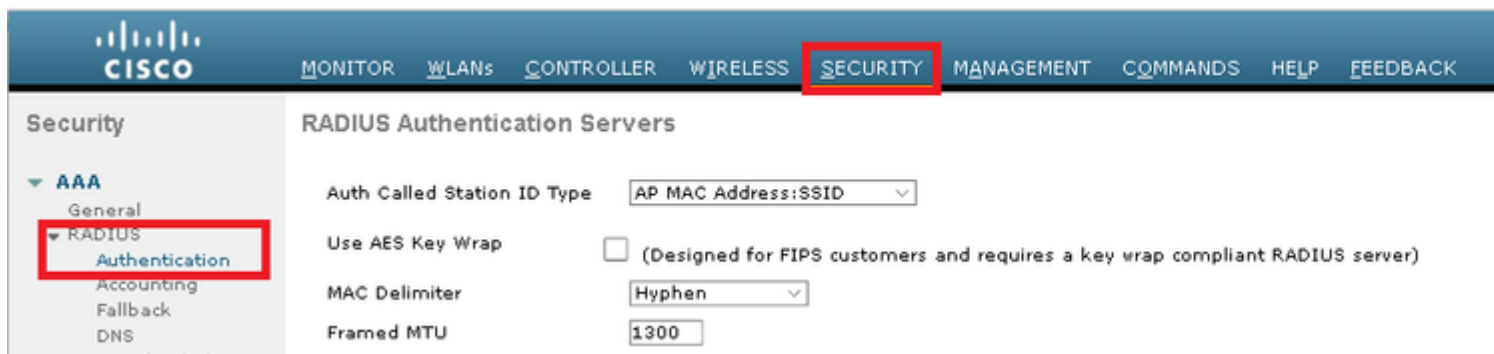 CISCO
MONITOR WLANs CONTROLLER WIRELESS SECURITY MANAGEMENT COMMANDS HELP FEEDBACK
Security
AAA
General
RADIUS
Authentication
Accounting
Fallback
DNS
RADIUS Authentication Servers
Auth Called Station ID Type AP MAC Address:SSID
Use AES Key Wrap (Designed for FIPS customers and requires a key wrap compliant RADIUS server)
MAC Delimiter Hyphen
Framed MTU 1300